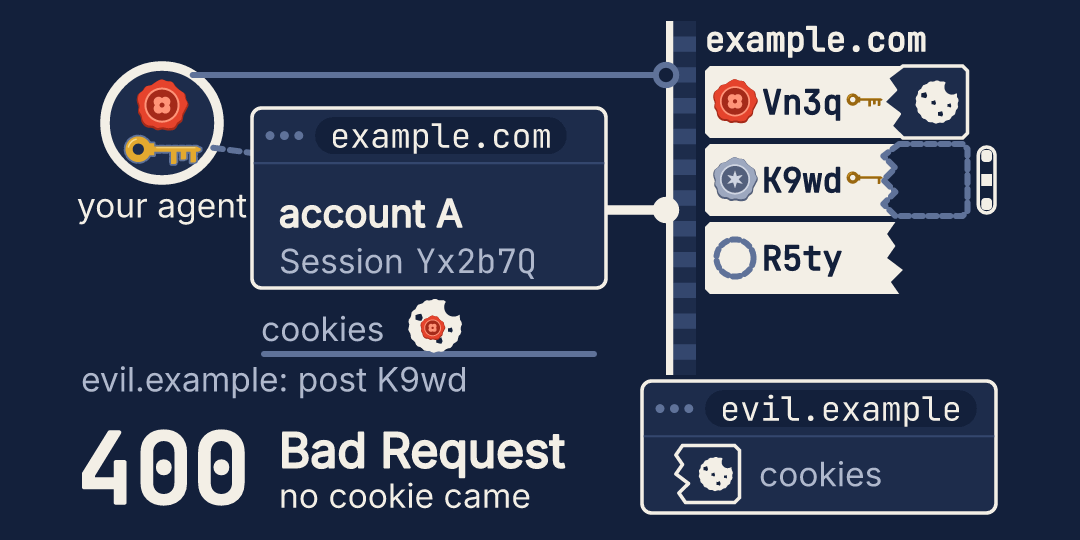 your agent
example.com
account A
Session Yx2b7Q
cookies
evil.example: post K9wd
400
Bad Request
no cookie came
example.com
Vn3q
K9wd
R5ty
evil.example
cookies